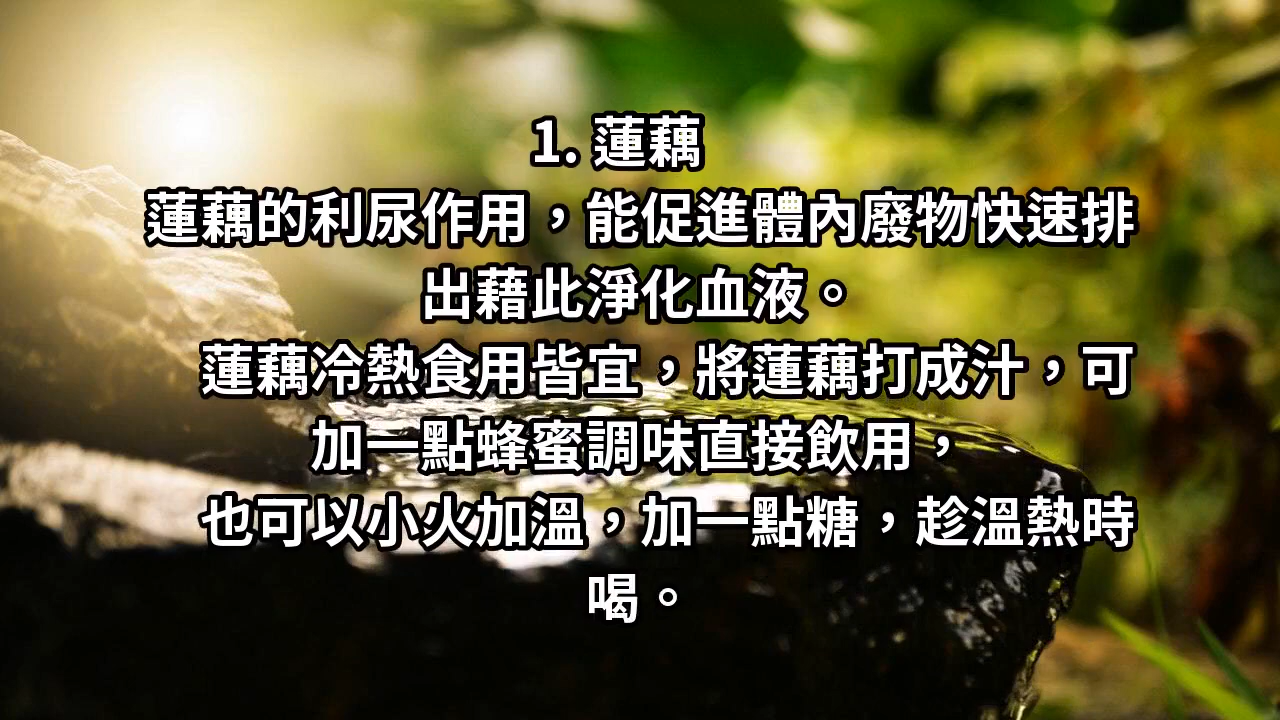 1. 蓮藕
蓮藕的利尿作用，能促進體內廢物快速排
出藉此淨化血液。
蓮藕冷熱食用皆宜，將蓮藕打成汁，可
加一點蜂蜜調味直接飲用，
也可以小火加溫，加一點糖，趁溫熱時
喝。